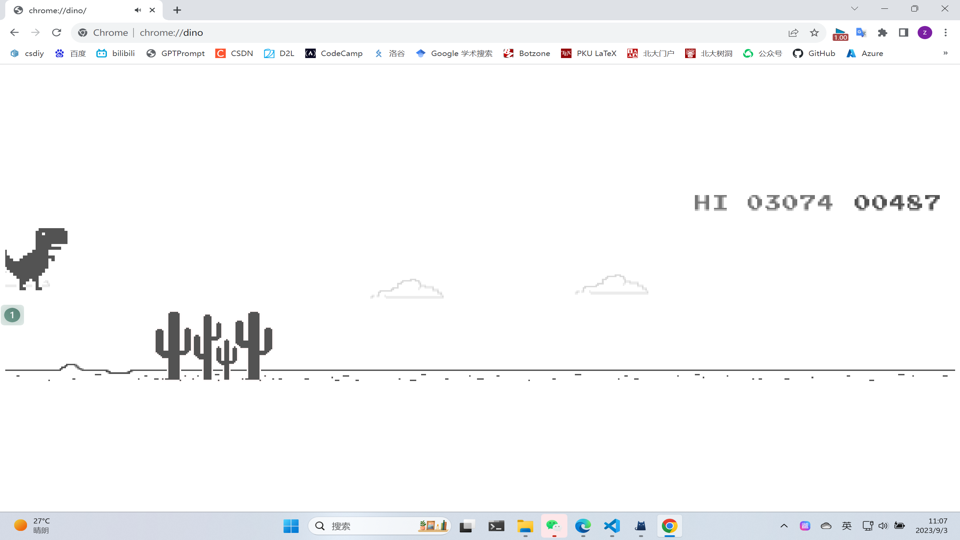 chrome://dino/
Chrome | chrome://dino
1.00
z
csdiy 百度 bilibili GPTPrompt CSDN D2L CodeCamp 洛谷 Google 学术搜索 Botzone PKU LaTeX 北大门户 北大树洞 公众号 GitHub Azure »
HI 03074 00487
1
27°C
晴朗
搜索
英
11:07
2023/9/3